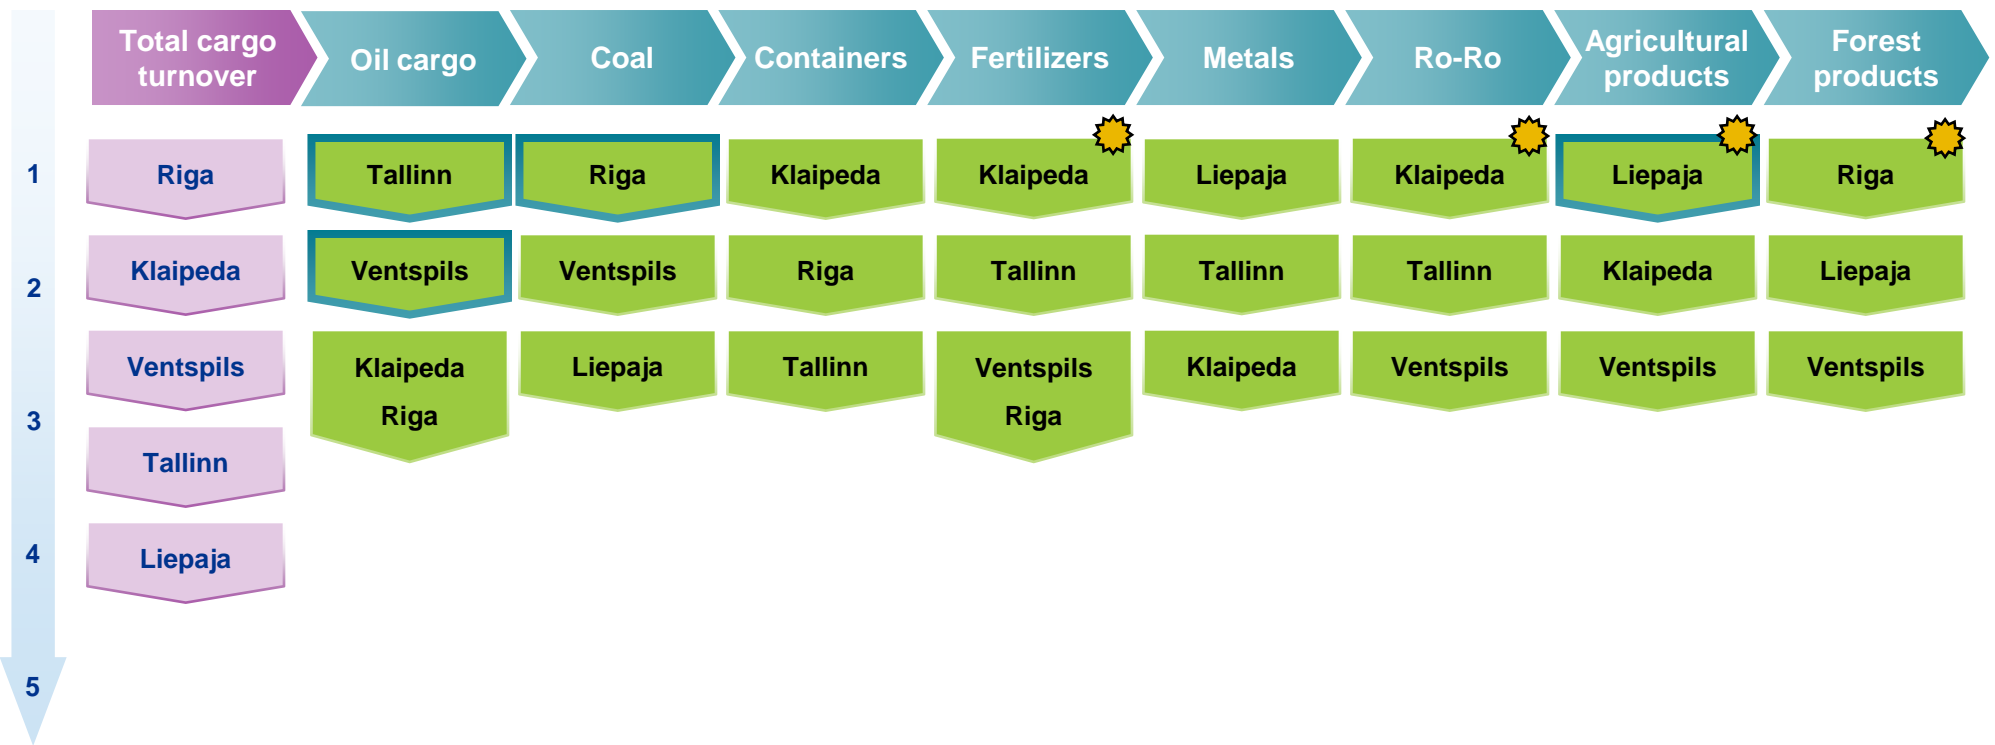 Total cargo
turnover
Oil cargo
Coal
Containers
Fertilizers
Metals
Ro-Ro
Agricultural
products
Forest
products
1
Riga
Tallinn
Riga
Klaipeda
Klaipeda
Liepaja
Klaipeda
Liepaja
Riga
2
Klaipeda
Ventspils
Ventspils
Riga
Tallinn
Tallinn
Tallinn
Klaipeda
Liepaja
Ventspils
Klaipeda
Riga
Liepaja
Tallinn
Ventspils
Riga
Klaipeda
Ventspils
Ventspils
Ventspils
3
Tallinn
4
Liepaja
5